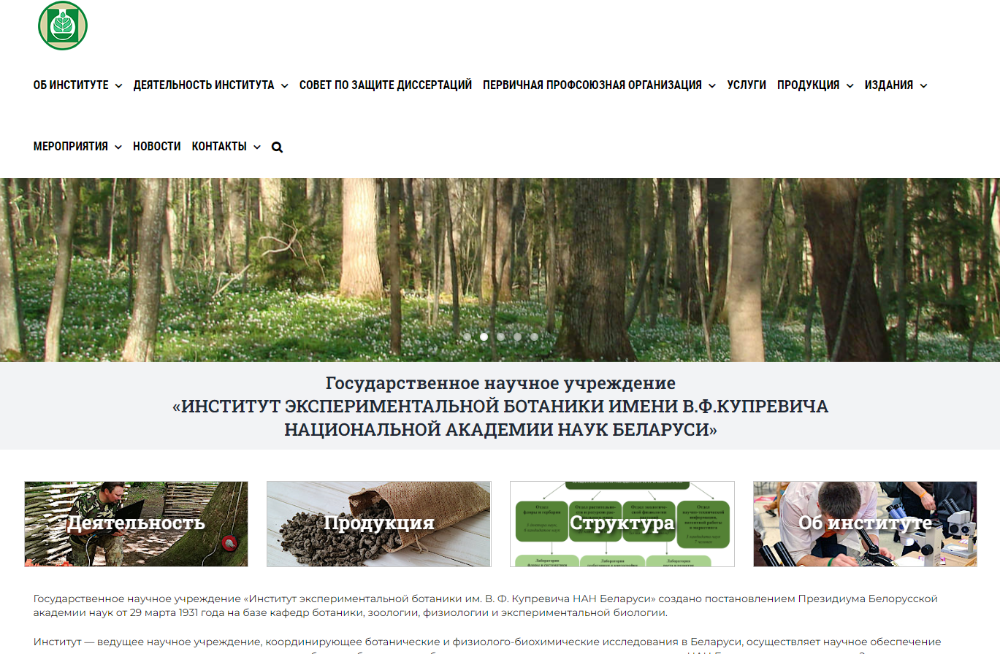 ОБ ИНСТИТУТЕ ДЕЯТЕЛЬНОСТЬ ИНСТИТУТА СОВЕТ ПО ЗАЩИТЕ ДИССЕРТАЦИЙ ПЕРВИЧНАЯ ПРОФСОЮЗНАЯ ОРГАНИЗАЦИЯ УСЛУГИ ПРОДУКЦИЯ ИЗДАНИЯ
МЕРОПРИЯТИЯ НОВОСТИ КОНТАКТЫ
Государственное научное учреждение
«ИНСТИТУТ ЭКСПЕРИМЕНТАЛЬНОЙ БОТАНИКИ ИМЕНИ В.Ф.КУПРЕВИЧА
НАЦИОНАЛЬНОЙ АКАДЕМИИ НАУК БЕЛАРУСИ»
Деятельность
Продукция
Структура
Об институте
Государственное научное учреждение «Институт экспериментальной ботаники им. В. Ф. Купревича НАН Беларуси» создано постановлением Президиума Белорусской
академии наук от 29 марта 1931 года на базе кафедр ботаники, зоологии, физиологии и экспериментальной биологии.
Институт — ведущее научное учреждение, координирующее ботанические и физиолого-биохимические исследования в Беларуси, осуществляет научное обеспечение